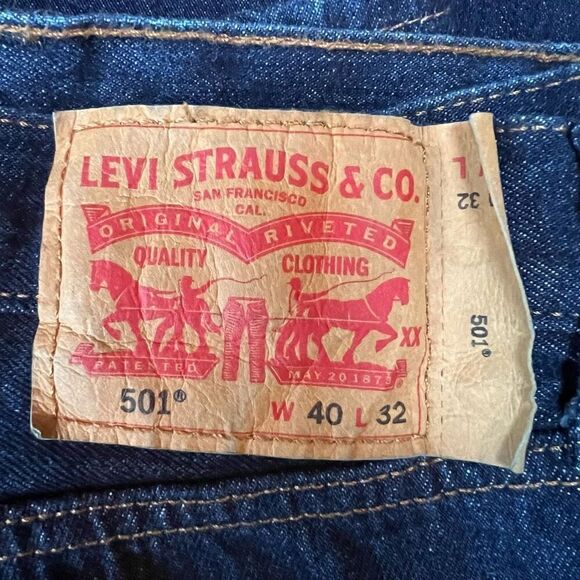 LEVI STRAUSS & CO.
SAN FRANCISCO
CAL.
ORIGINAL RIVETED
QUALITY CLOTHING
XX
PATENTED MAY 20 1873
501® W 40 L 32
L
32
501®